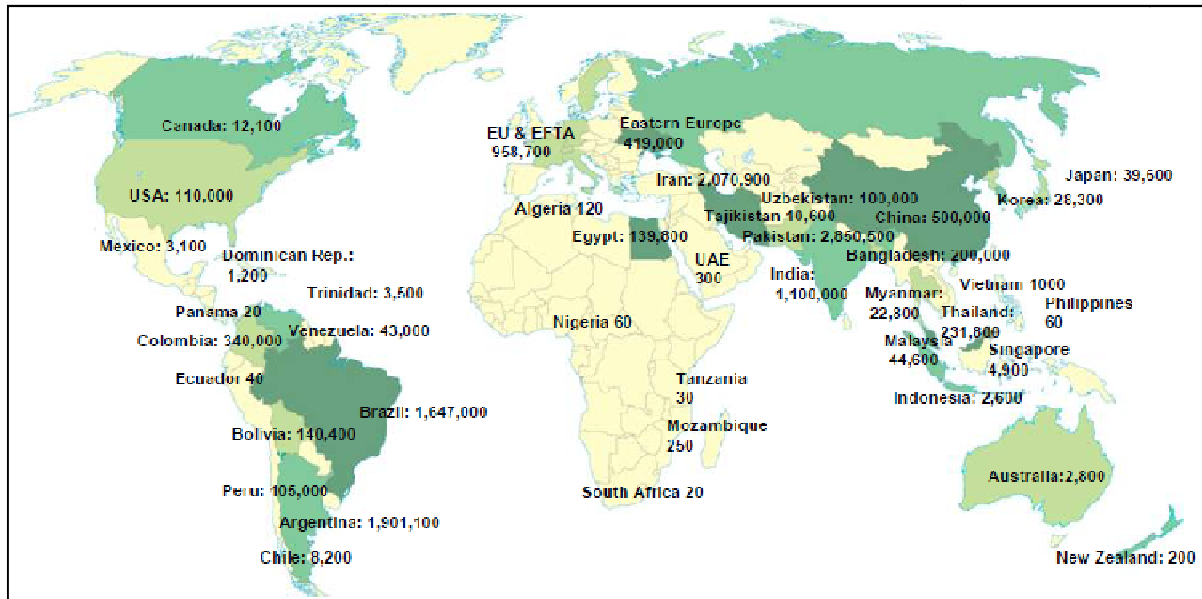 Canada: 12,100
EU & EFTA
958,700
Eastern Europe
419,000
USA: 110,000
Iran: 2,070,900
Japan: 39,600
Uzbekistan: 100,000
Korea: 28,300
Algeria 120
Tajikistan 10,600
China: 500,000
Mexico: 3,100
Egypt: 139,800
Pakistan: 2,850,500
Dominican Rep.:
1,200
UAE
300
Bangladesh: 200,000
India:
1,100,000
Trinidad: 3,500
Myanmar:
22,800
Vietnam 1000
Thailand:
231,800
Philippines
60
Panama 20
Venezuela: 43,000
Nigeria 60
Colombia: 340,000
Malaysia
44,600
Singapore
4,900
Ecuador 40
Tanzania
30
Indonesia: 2,600
Brazil: 1,647,000
Mozambique
250
Bolivia: 140,400
Australia:2,800
Peru: 105,000
South Africa 20
Argentina: 1,901,100
Chile: 8,200
New Zealand: 200